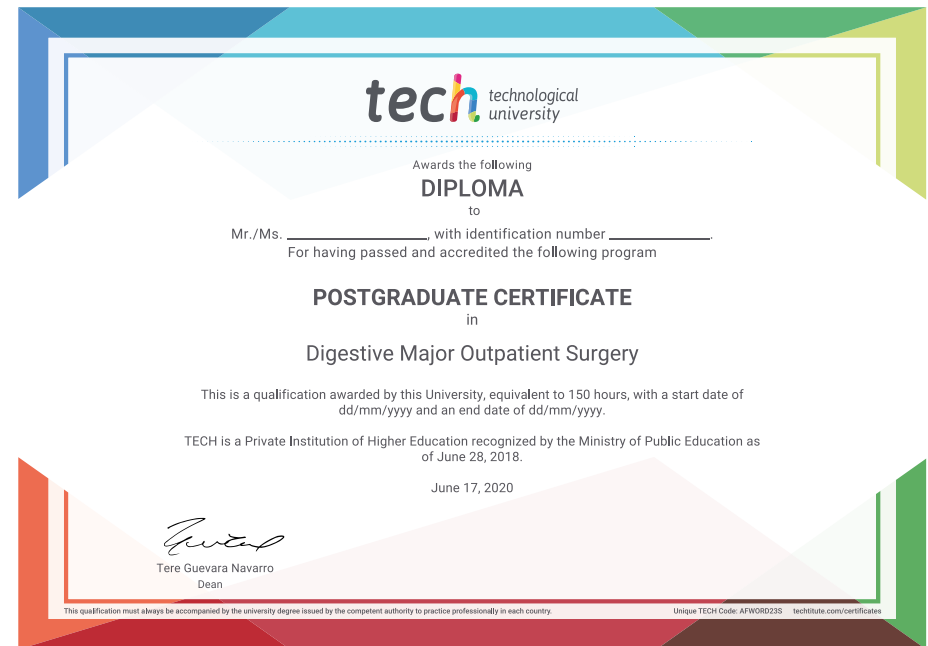 tech technological
university
Awards the following
DIPLOMA
to
Mr./Ms. ____________________, with identification number ______________.
For having passed and accredited the following program
POSTGRADUATE CERTIFICATE
in
Digestive Major Outpatient Surgery
This is a qualification awarded by this University, equivalent to 150 hours, with a start date of
dd/mm/yyyy and an end date of dd/mm/yyyy.
TECH is a Private Institution of Higher Education recognized by the Ministry of Public Education as
of June 28, 2018.
June 17, 2020
Tere Guevara Navarro
Dean
This qualification must always be accompanied by the university degree issued by the competent authority to practice professionally in each country.
Unique TECH Code: AFWORD23S techtitute.com/certificates